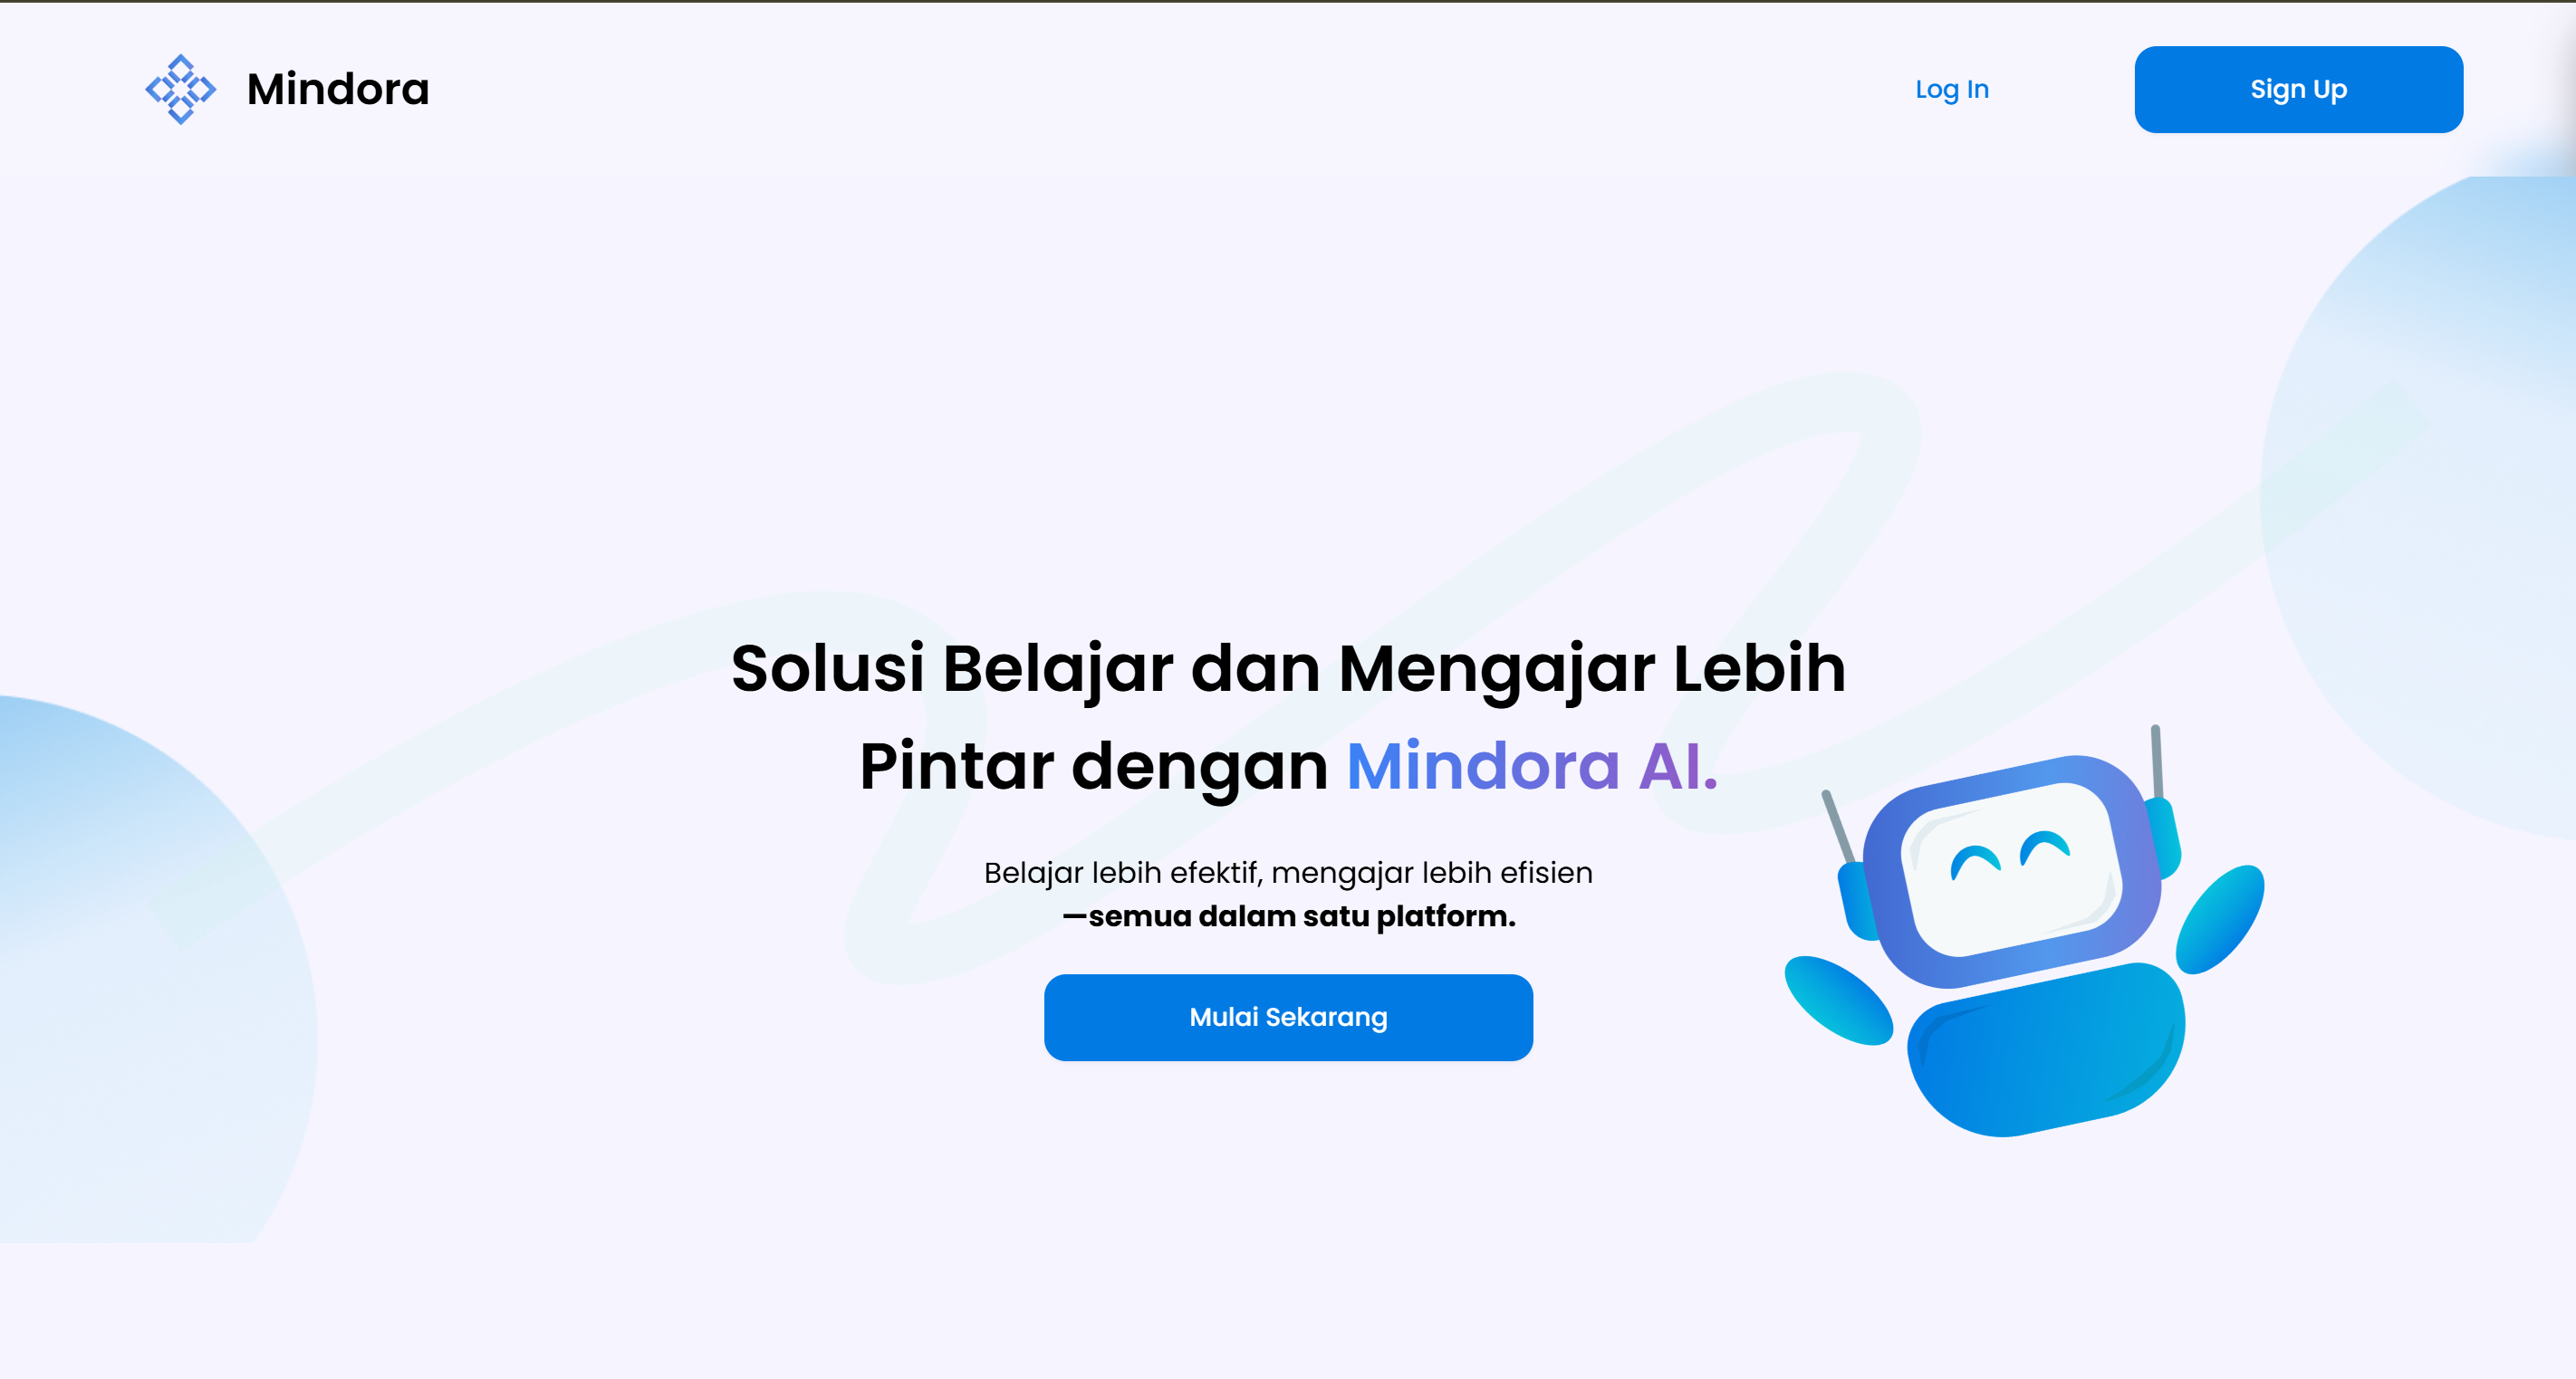 Mindora
Log In
Sign Up
Solusi Belajar dan Mengajar Lebih
Pintar dengan Mindora AI.
Belajar lebih efektif, mengajar lebih efisien
—semua dalam satu platform.
Mulai Sekarang